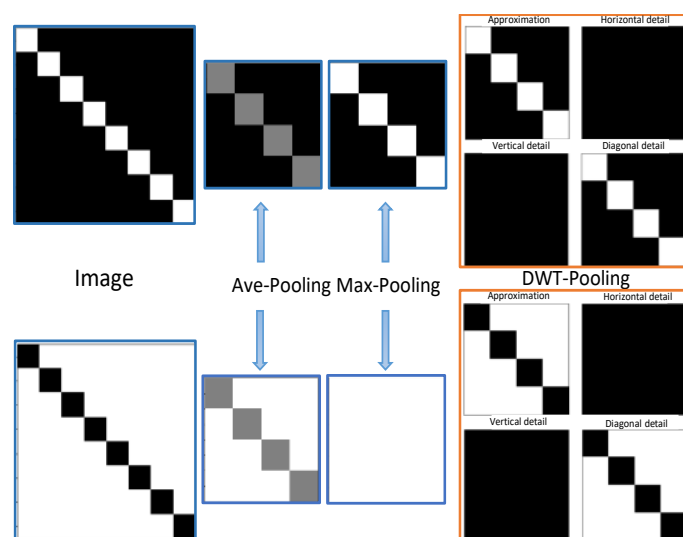 Approximation Horizontal detail
Vertical detail Diagonal detail
Image Ave-Pooling Max-Pooling DWT-Pooling
Approximation Horizontal detail
Vertical detail Diagonal detail